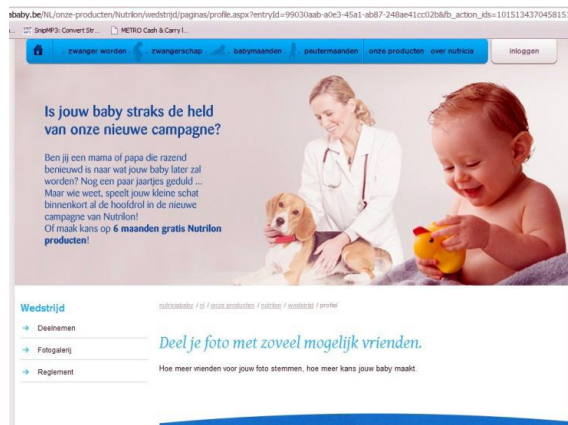 ababy.be/NL/onze-producten/Nutrilon/wedstrijd/paginas/profile.aspx?entryId=99030aab-a0e3-45a1-ab87-248ae41cc02b&fb_action_ids=1015134370458151
SnipMP3: Convert Str...
METRO Cash & Carry I...
zwanger worden
zwangerschap
babymaanden
peutermaanden
onze producten
over nutricia
inloggen
Is jouw baby straks de held
van onze nieuwe campagne?
Ben jij een mama of papa die razend
benieuwd is naar wat jouw baby later zal
worden? Nog een paar jaartjes geduld ...
Maar wie weet, speelt jouw kleine schat
binnenkort al de hoofdrol in de nieuwe
campagne van Nutrilon!
Of maak kans op 6 maanden gratis Nutrilon
producten!
Wedstrijd
Deelnemen
Fotogalerij
Reglement
nutriciababy / nl / onze producten / nutrilon / wedstrijd / profiel
Deel je foto met zoveel mogelijk vrienden.
Hoe meer vrienden voor jouw foto stemmen, hoe meer kans jouw baby maakt.